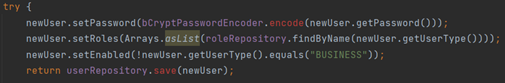 try {
newUser.setPassword(bCryptPasswordEncoder.encode(newUser.getPassword()));
newUser.setRoles(Arrays.asList(roleRepository.findByName(newUser.getUserType())));
newUser.setEnabled(!newUser.getUserType().equals("BUSINESS"));
return userRepository.save(newUser);